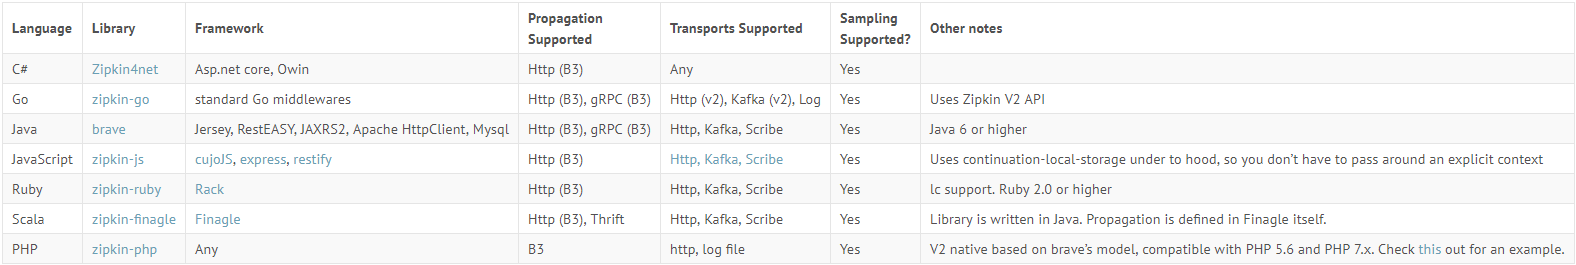 Language Library Framework Propagation Supported Transports Supported Sampling Supported? Other notes
C# Zipkin4net Asp.net core, Owin Http (B3) Any Yes
Go zipkin-go standard Go middlewares Http (B3), gRPC (B3) Http (v2), Kafka (v2), Log Yes Uses Zipkin V2 API
Java brave Jersey, RestEASY, JAXRS2, Apache HttpClient, Mysql Http (B3), gRPC (B3) Http, Kafka, Scribe Yes Java 6 or higher
JavaScript zipkin-js cujoJS, express, restify Http (B3) Http, Kafka, Scribe Yes Uses continuation-local-storage under to hood, so you don’t have to pass around an explicit context
Ruby zipkin-ruby Rack Http (B3) Http, Kafka, Scribe Yes lc support. Ruby 2.0 or higher
Scala zipkin-finagle Finagle Http (B3), Thrift Http, Kafka, Scribe Yes Library is written in Java. Propagation is defined in Finagle itself.
PHP zipkin-php Any B3 http, log file Yes V2 native based on brave’s model, compatible with PHP 5.6 and PHP 7.x. Check this out for an example.